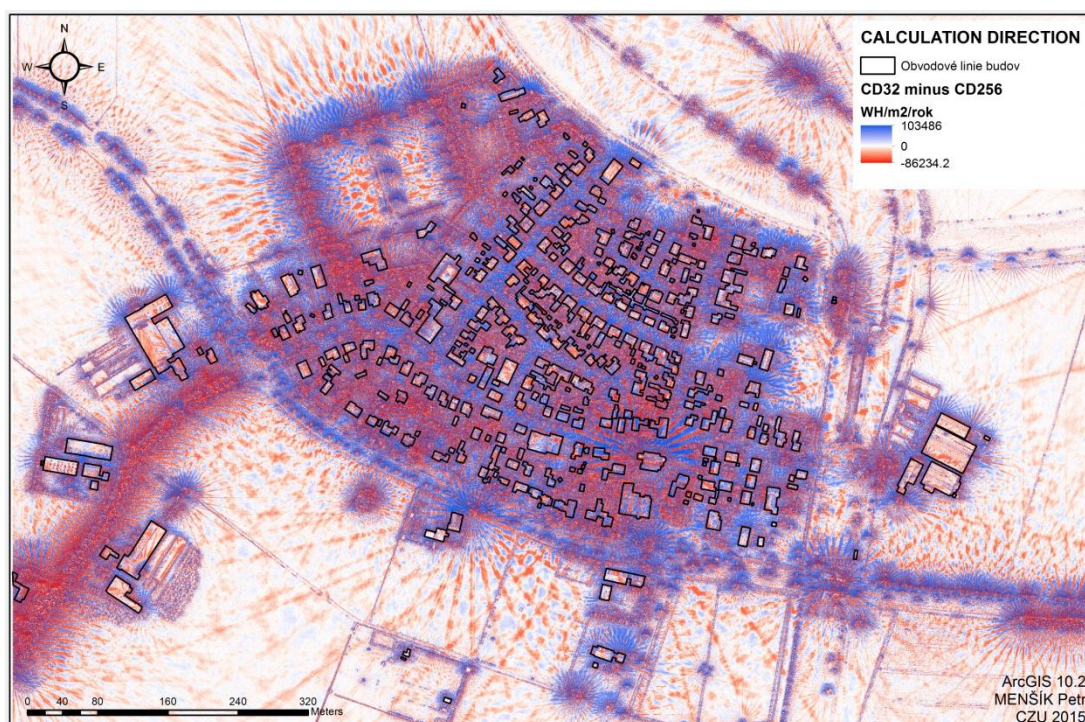 N
W E
S
CALCULATION DIRECTION
Obvodové linie budov
CD32 minus CD256
WH/m2/rok
103486
0
-86234.2
0 20 40 80 160 240 320
Meters
ArcGIS 10.2
MENŠÍK Petr
CZU 2015